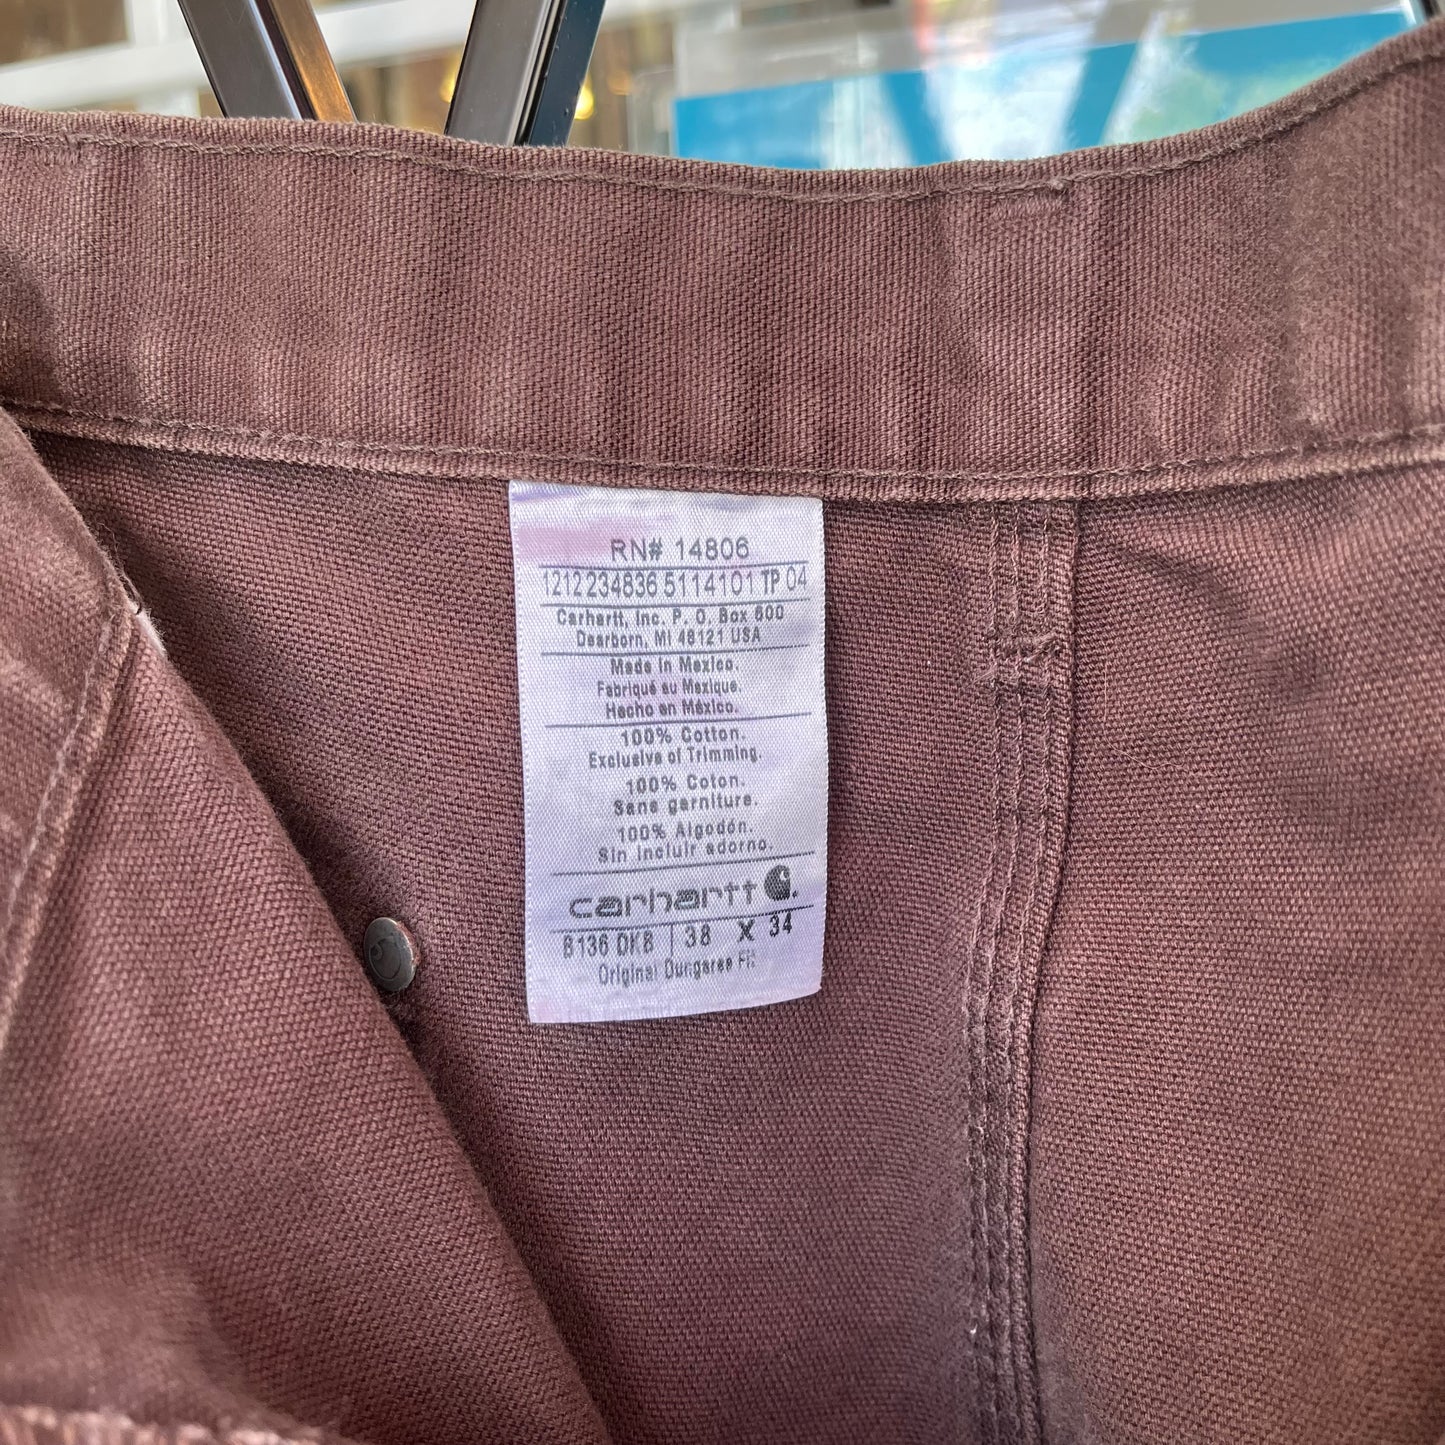 RN# 14806
1212234836 5114101 TP 04
Carhartt, Inc. P. O. Box 600
Dearborn, MI 48121 USA
Made in Mexico.
Fabriqué au Mexique.
Hecho en México.
100% Cotton.
Exclusive of Trimming.
100% Coton.
Sans garniture.
100% Algodón.
Sin incluir adorno.
carhartt
B136 DKB | 38 X 34
Original Dungaree Fit